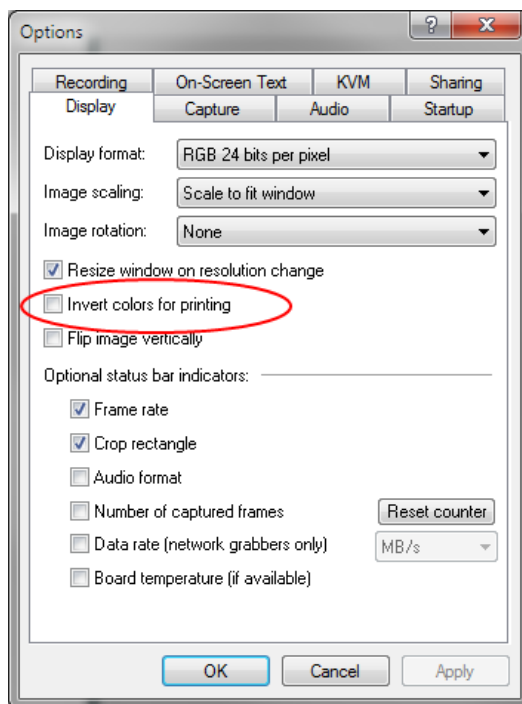 Options
?
X
Recording On-Screen Text KVM Sharing
Display Capture Audio Startup
Display format: RGB 24 bits per pixel
Image scaling: Scale to fit window
Image rotation: None
Resize window on resolution change
Invert colors for printing
Flip image vertically
Optional status bar indicators:
Frame rate
Crop rectangle
Audio format
Number of captured frames Reset counter
Data rate (network grabbers only) MB/s
Board temperature (if available)
OK Cancel Apply